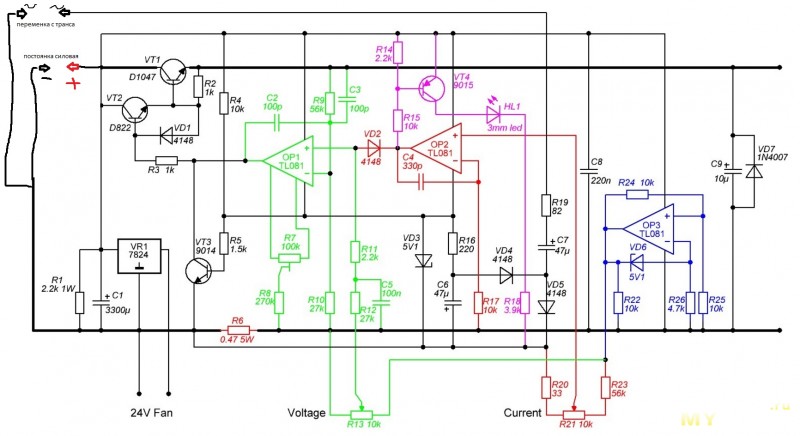 переменка с транса
постоянка силовая
+
VT1
D1047
R2
1k
VT2
D822
VD1
4148
R3 1k
R4
10k
C2
100p
R9
56k
C3
100p
OP1
TL081
VD2
4148
R14
2.2k
VT4
9015
R15
10k
HL1
3mm led
OP2
TL081
C4
330p
C8
220n
R19
82
C7
47µ
C9
10µ
VD7
1N4007
R24 10k
OP3
TL081
VD6
5V1
R22
10k
R26
4.7k
R25
10k
VR1
7824
R1
2.2k 1W
C1
3300µ
VT3
9014
R5
1.5k
R7
100k
R8
270k
R10
27k
R11
2.2k
R12
27k
C5
100n
VD3
5V1
R16
220
C6
47µ
VD4
4148
R17
10k
R18
3.9k
VD5
4148
R6
0.47 5W
24V Fan
Voltage
R13 10k
Current
R20
33
R21 10k
R23
56k
MY
.ru